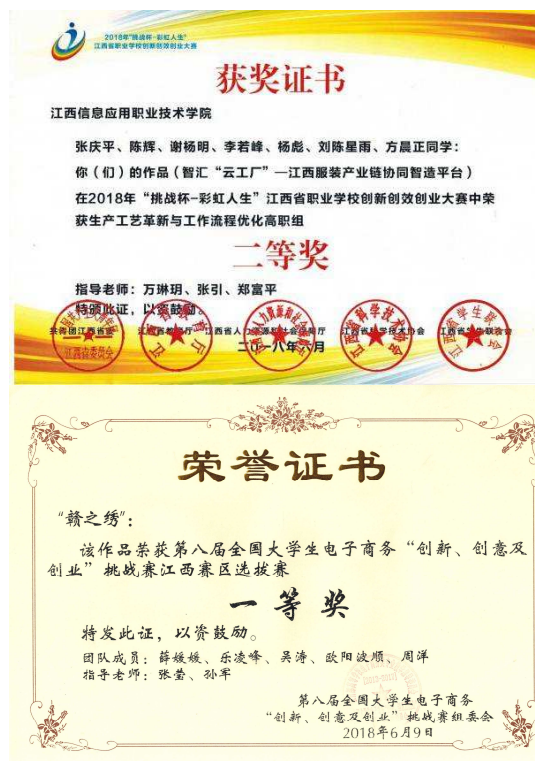 2018年“挑战杯-彩虹人生”
江西省职业学校创新创效创业大赛
获奖证书
江西信息应用职业技术学院
张庆平、陈辉、谢杨明、李若峰、杨彪、刘陈星雨、方晨正同学：
你（们）的作品（智汇“云工厂”—江西服装产业链协同智造平台）
在2018年“挑战杯-彩虹人生”江西省职业学校创新创效创业大赛中荣
获生产工艺革新与工作流程优化高职组
二等奖
指导老师：万琳玥、张引、郑富平
特颁此证，以资鼓励。
共青团江西省委 江西省教育厅 江西省人力资源和社会保障厅 江西省科学技术协会 江西省学生联合会
二〇一八年 月
荣誉证书
“赣之绣”：
该作品荣获第八届全国大学生电子商务“创新、创意及
创业”挑战赛江西赛区选拔赛
一等奖
特发此证，以资鼓励。
团队成员：薛媛媛、乐凌峰、吴涛、欧阳波顺、周洋
指导老师：张莹、孙军
第八届全国大学生电子商务
“创新、创意及创业”挑战赛组委会
2018年6月9日